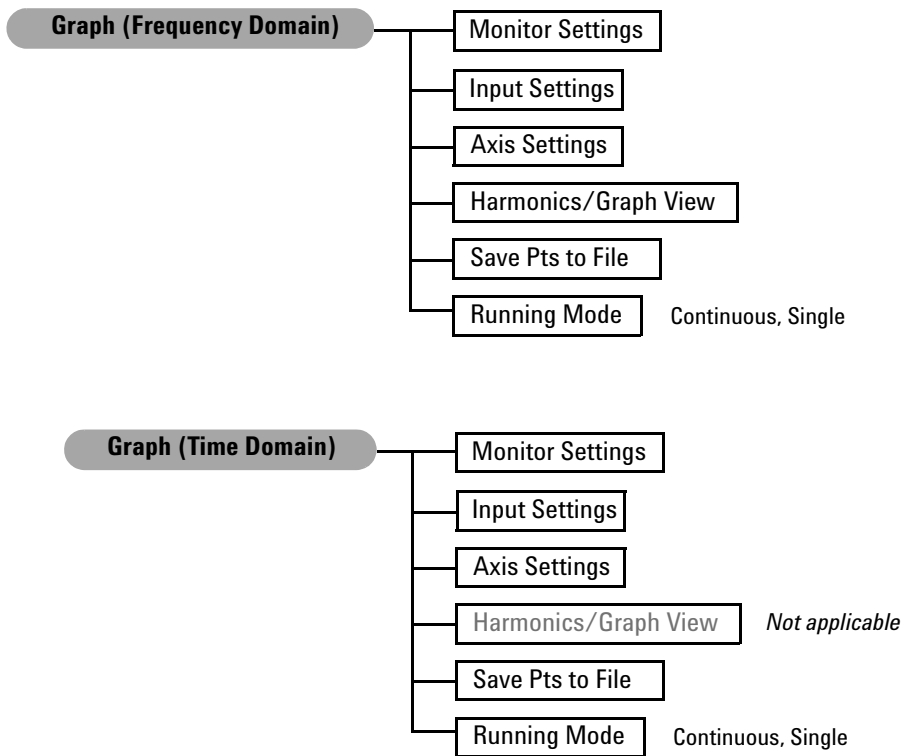 Graph (Frequency Domain)
Monitor Settings
Input Settings
Axis Settings
Harmonics/Graph View
Save Pts to File
Running Mode Continuous, Single
Graph (Time Domain)
Monitor Settings
Input Settings
Axis Settings
Harmonics/Graph View Not applicable
Save Pts to File
Running Mode Continuous, Single